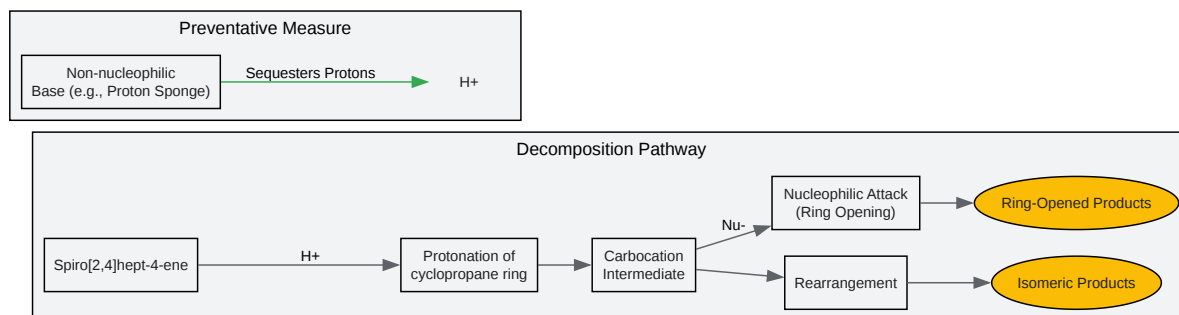 Preventative Measure
Non-nucleophilic
Base (e.g., Proton Sponge)
Sequesters Protons
H+
Decomposition Pathway
Spiro[2,4]hept-4-ene
H+
Protonation of
cyclopropane ring
Carbocation
Intermediate
Nu-
Nucleophilic Attack
(Ring Opening)
Ring-Opened Products
Rearrangement
Isomeric Products